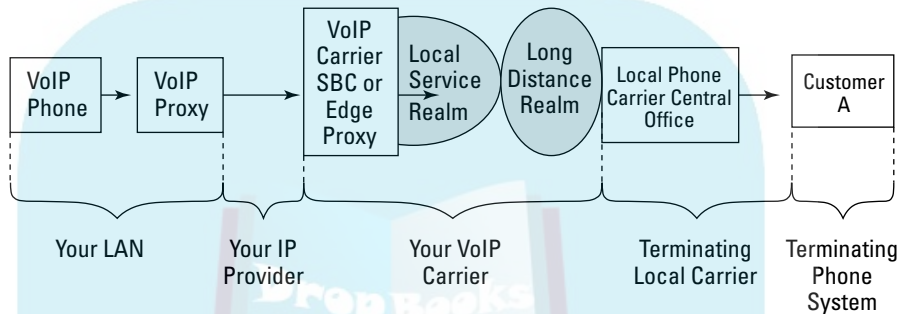 VoIP
Phone
VoIP
Proxy
VoIP
Carrier
SBC or
Edge
Proxy
Local
Service
Realm
Long
Distance
Realm
Local Phone
Carrier Central
Office
Customer
A
Your LAN
Your IP
Provider
Your VoIP
Carrier
Terminating
Local Carrier
Terminating
Phone
System
DropBooks